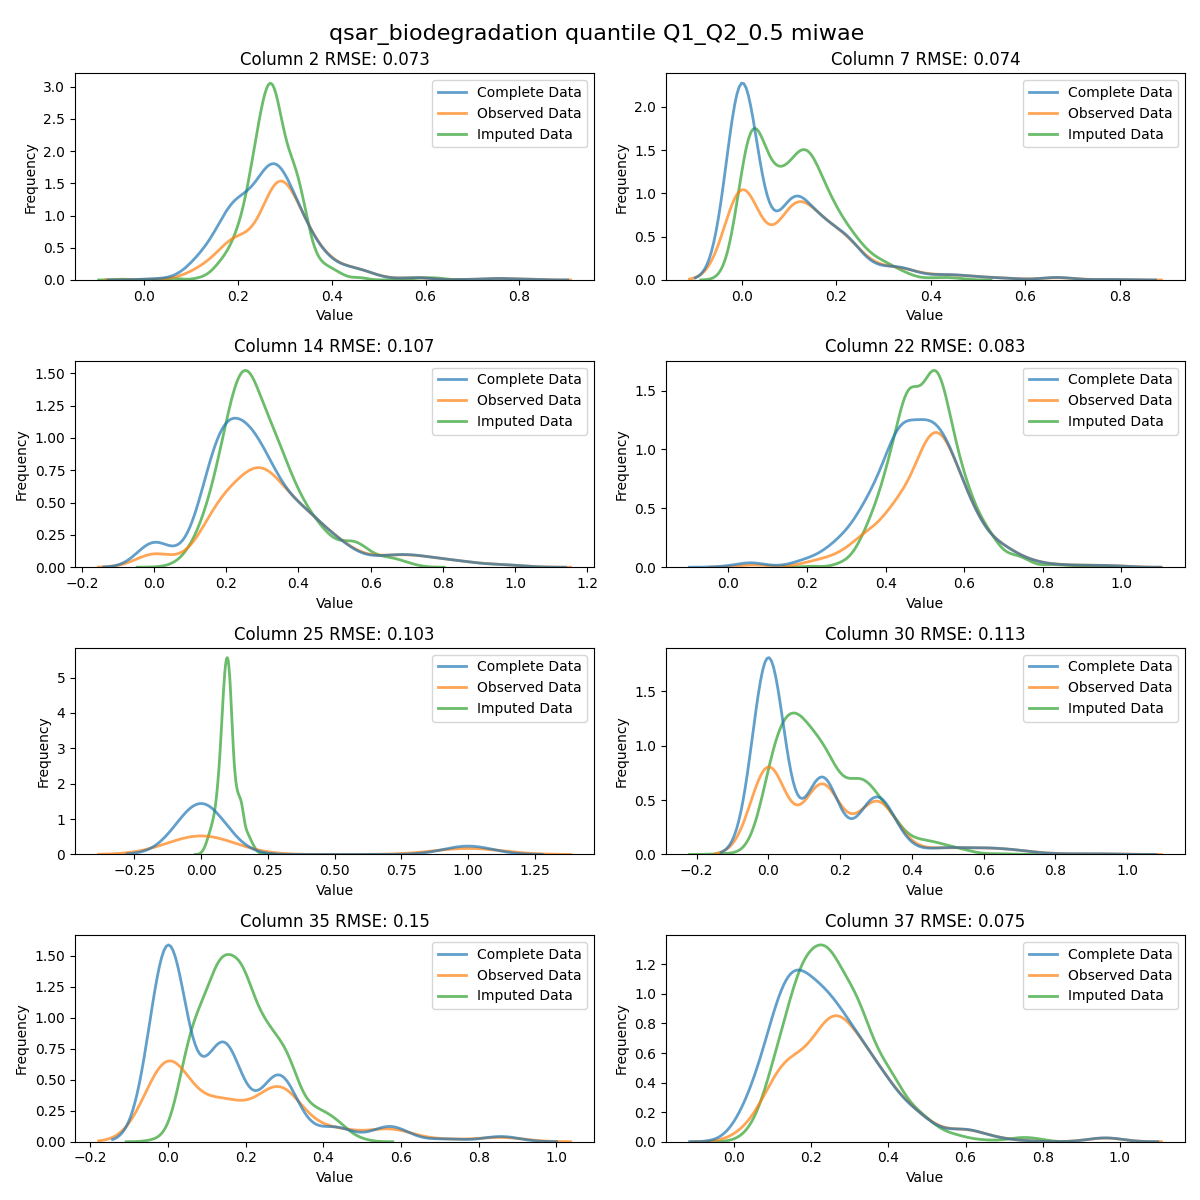 qsar_biodegradation quantile Q1_Q2_0.5 miwae
Column 2 RMSE: 0.073
Frequency
3.0
2.5
2.0
1.5
1.0
0.5
0.0
0.0
0.2
0.4
0.6
0.8
Value
Complete Data
Observed Data
Imputed Data
Column 7 RMSE: 0.074
Frequency
2.0
1.5
1.0
0.5
0.0
0.0
0.2
0.4
0.6
0.8
Value
Complete Data
Observed Data
Imputed Data
Column 14 RMSE: 0.107
Frequency
1.50
1.25
1.00
0.75
0.50
0.25
0.00
−0.2
0.0
0.2
0.4
0.6
0.8
1.0
1.2
Value
Complete Data
Observed Data
Imputed Data
Column 22 RMSE: 0.083
Frequency
1.5
1.0
0.5
0.0
0.0
0.2
0.4
0.6
0.8
1.0
Value
Complete Data
Observed Data
Imputed Data
Column 25 RMSE: 0.103
Frequency
5
4
3
2
1
0
−0.25
0.00
0.25
0.50
0.75
1.00
1.25
Value
Complete Data
Observed Data
Imputed Data
Column 30 RMSE: 0.113
Frequency
1.5
1.0
0.5
0.0
−0.2
0.0
0.2
0.4
0.6
0.8
1.0
Value
Complete Data
Observed Data
Imputed Data
Column 35 RMSE: 0.15
Frequency
1.50
1.25
1.00
0.75
0.50
0.25
0.00
−0.2
0.0
0.2
0.4
0.6
0.8
1.0
Value
Complete Data
Observed Data
Imputed Data
Column 37 RMSE: 0.075
Frequency
1.2
1.0
0.8
0.6
0.4
0.2
0.0
0.0
0.2
0.4
0.6
0.8
1.0
Value
Complete Data
Observed Data
Imputed Data